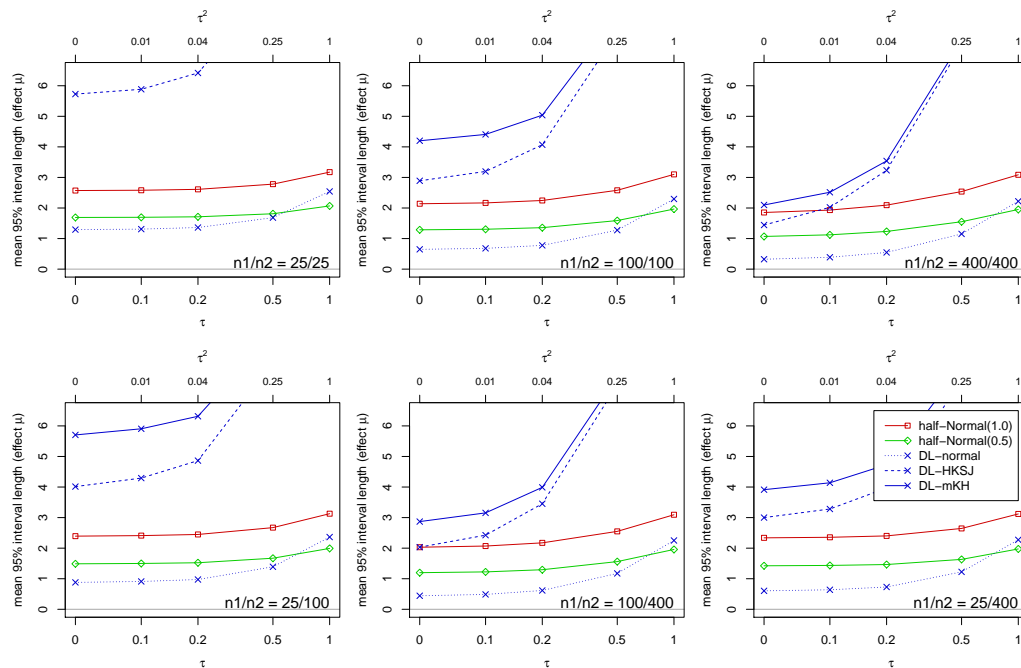 τ²
τ²
τ²
0 0.01 0.04 0.25 1
0 0.01 0.04 0.25 1
0 0.01 0.04 0.25 1
mean 95% interval length (effect μ)
0 1 2 3 4 5 6
n1/n2 = 25/25
mean 95% interval length (effect μ)
0 1 2 3 4 5 6
n1/n2 = 100/100
mean 95% interval length (effect μ)
0 1 2 3 4 5 6
n1/n2 = 400/400
0 0.1 0.2 0.5 1
0 0.1 0.2 0.5 1
0 0.1 0.2 0.5 1
τ
τ
τ
τ²
τ²
τ²
0 0.01 0.04 0.25 1
0 0.01 0.04 0.25 1
0 0.01 0.04 0.25 1
mean 95% interval length (effect μ)
0 1 2 3 4 5 6
n1/n2 = 25/100
mean 95% interval length (effect μ)
0 1 2 3 4 5 6
n1/n2 = 100/400
mean 95% interval length (effect μ)
0 1 2 3 4 5 6
half−Normal(1.0)
half−Normal(0.5)
DL−normal
DL−HKSJ
DL−mKH
n1/n2 = 25/400
0 0.1 0.2 0.5 1
0 0.1 0.2 0.5 1
0 0.1 0.2 0.5 1
τ
τ
τ